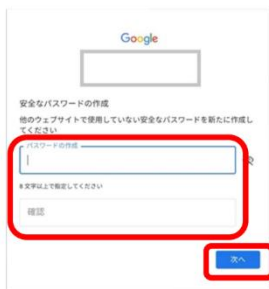 Google
安全なパスワードの作成
他のウェブサイトで使用していない安全なパスワードを新たに作成し
てください
パスワードの作成
8 文字以上で指定してください
確認
次へ